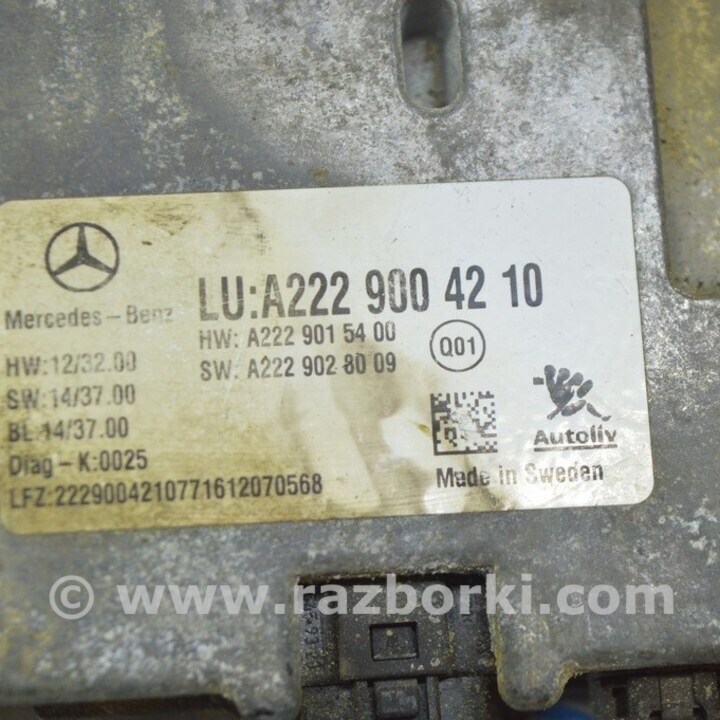 Mercedes-Benz
LU:A222 900 42 10
HW: A222 901 54 00
SW: A222 902 80 09
Q01
HW:12/32.00
SW:14/37.00
BL:14/37.00
Diag-K:0025
LFZ:2229004210771612070568
Autoliv
Made in Sweden
© www.razborki.com